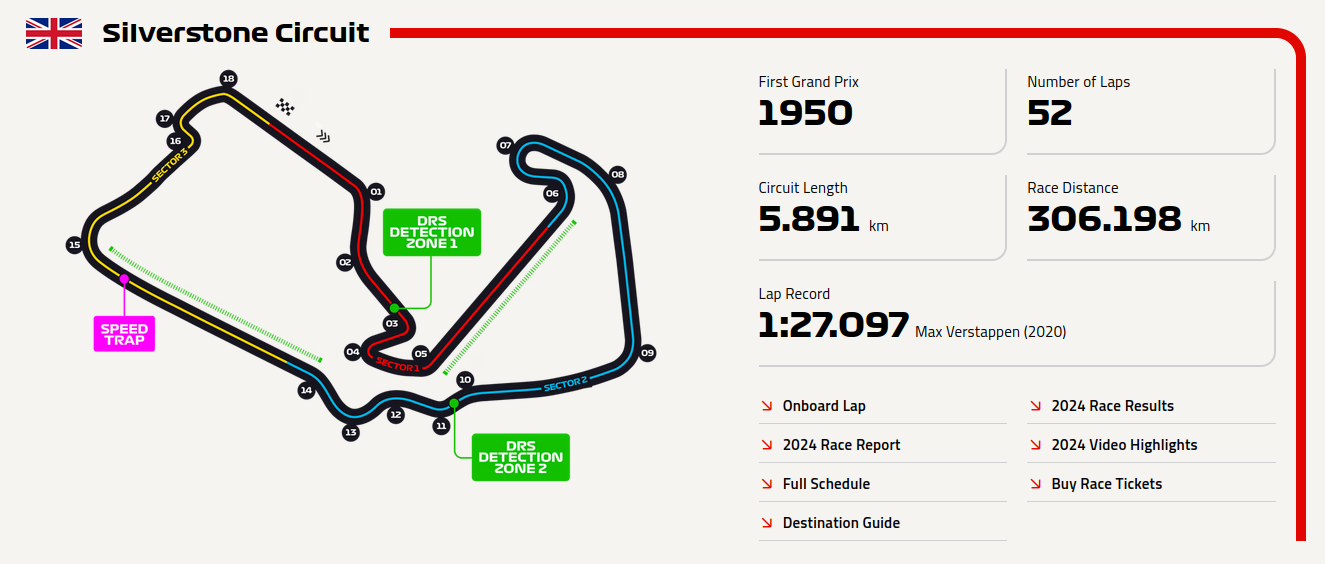 Silverstone Circuit
18
17
16
SECTOR 3
01
DRS
DETECTION
ZONE 1
02
03
04
05
SECTOR 1
15
SPEED
TRAP
14
13
12
11
10
DRS
DETECTION
ZONE 2
SECTOR 2
09
08
07
06
First Grand Prix
1950
Number of Laps
52
Circuit Length
5.891 km
Race Distance
306.198 km
Lap Record
1:27.097 Max Verstappen (2020)
Onboard Lap
2024 Race Results
2024 Race Report
2024 Video Highlights
Full Schedule
Buy Race Tickets
Destination Guide